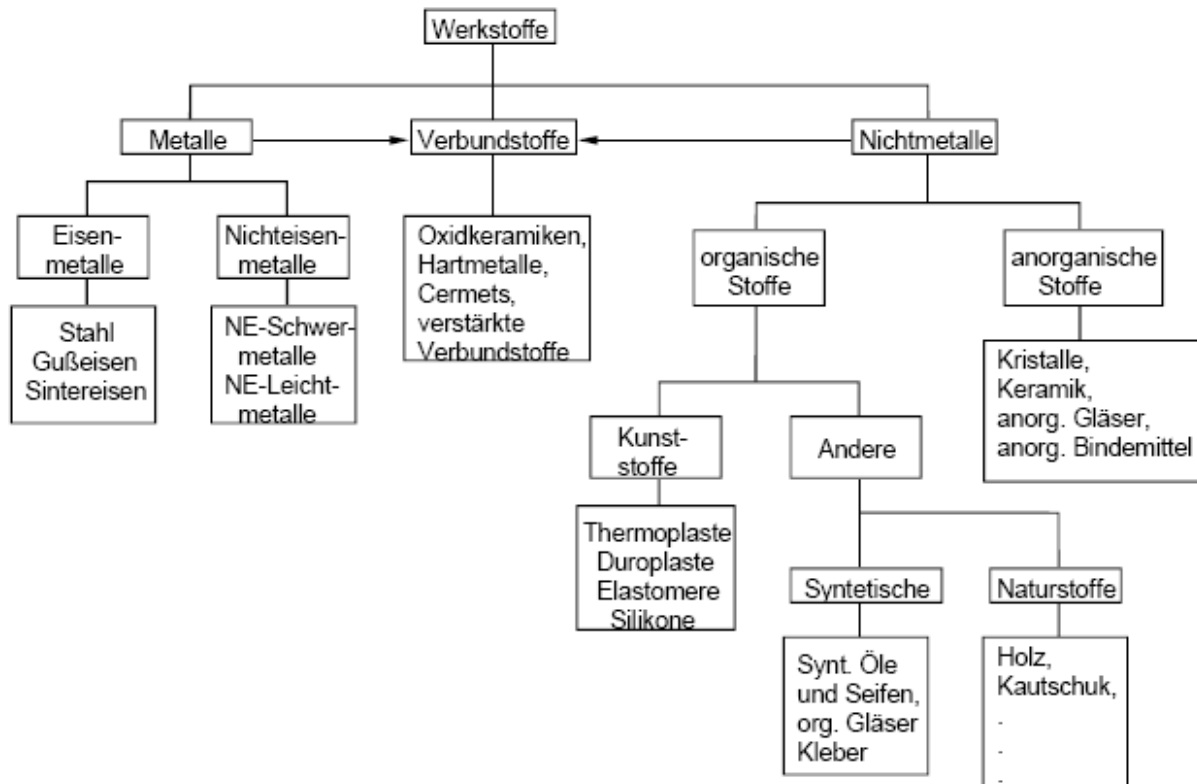 Werkstoffe
Metalle
Verbundstoffe
Nichtmetalle
Eisen-
metalle
Nichteisen-
metalle
Oxidkeramiken,
Hartmetalle,
Cermets,
verstärkte
Verbundstoffe
organische
Stoffe
anorganische
Stoffe
Stahl
Gußeisen
Sintereisen
NE-Schwer-
metalle
NE-Leicht-
metalle
Kristalle,
Keramik,
anorg. Gläser,
anorg. Bindemittel
Kunst-
stoffe
Andere
Thermoplaste
Duroplaste
Elastomere
Silikone
Syntetische
Naturstoffe
Synt. Öle
und Seifen,
org. Gläser
Kleber
Holz,
Kautschuk,
.
.
.